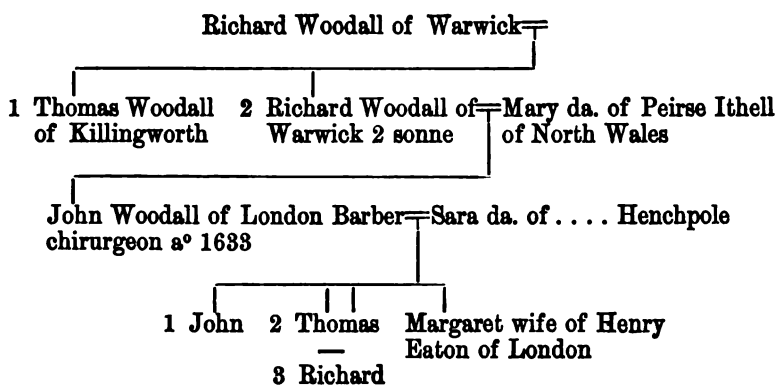 Richard Woodall of Warwick
1 Thomas Woodall of Killingworth
2 Richard Woodall of Warwick 2 sonne
Mary da. of Peirse Ithell of North Wales
John Woodall of London Barber chirurgeon aº 1633
Sara da. of .... Henchpole
1 John
2 Thomas
3 Richard
Margaret wife of Henry Eaton of London